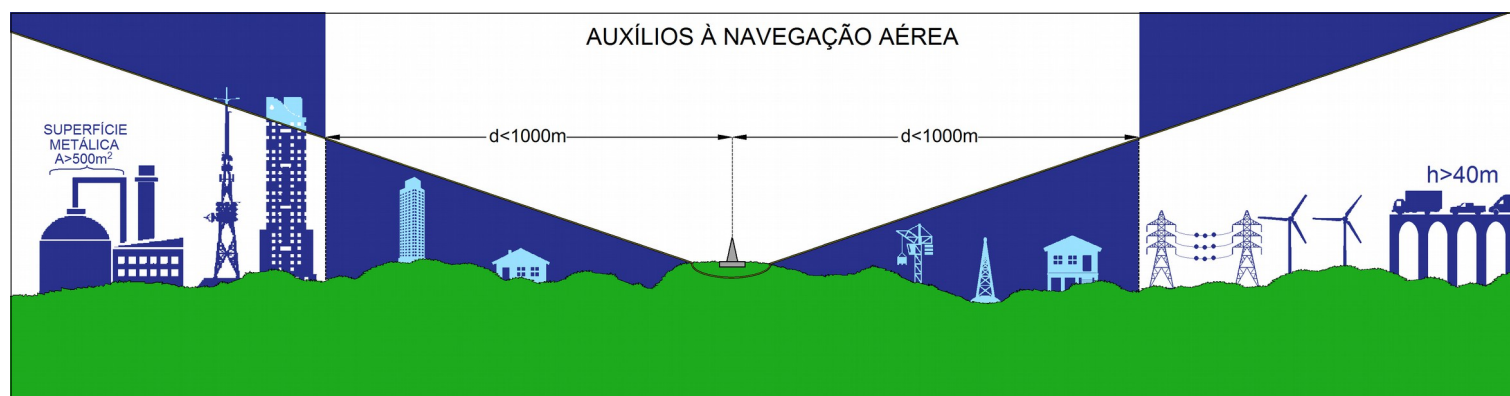 AUXÍLIOS À NAVEGAÇÃO AÉREA
d<1000m
d<1000m
SUPERFÍCIE
METÁLICA
A>500m²
h>40m